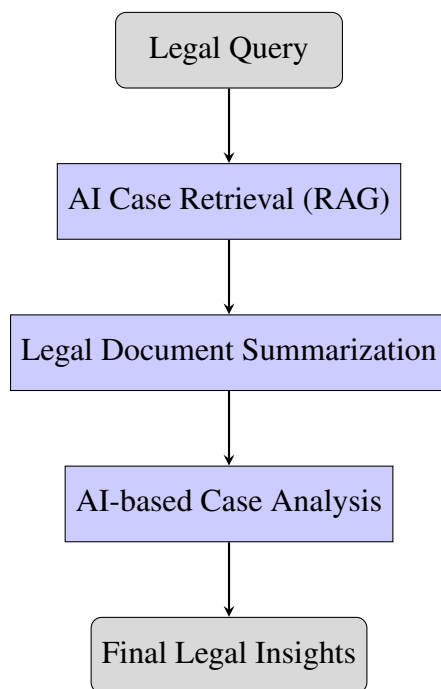 Legal Query
AI Case Retrieval (RAG)
Legal Document Summarization
AI-based Case Analysis
Final Legal Insights